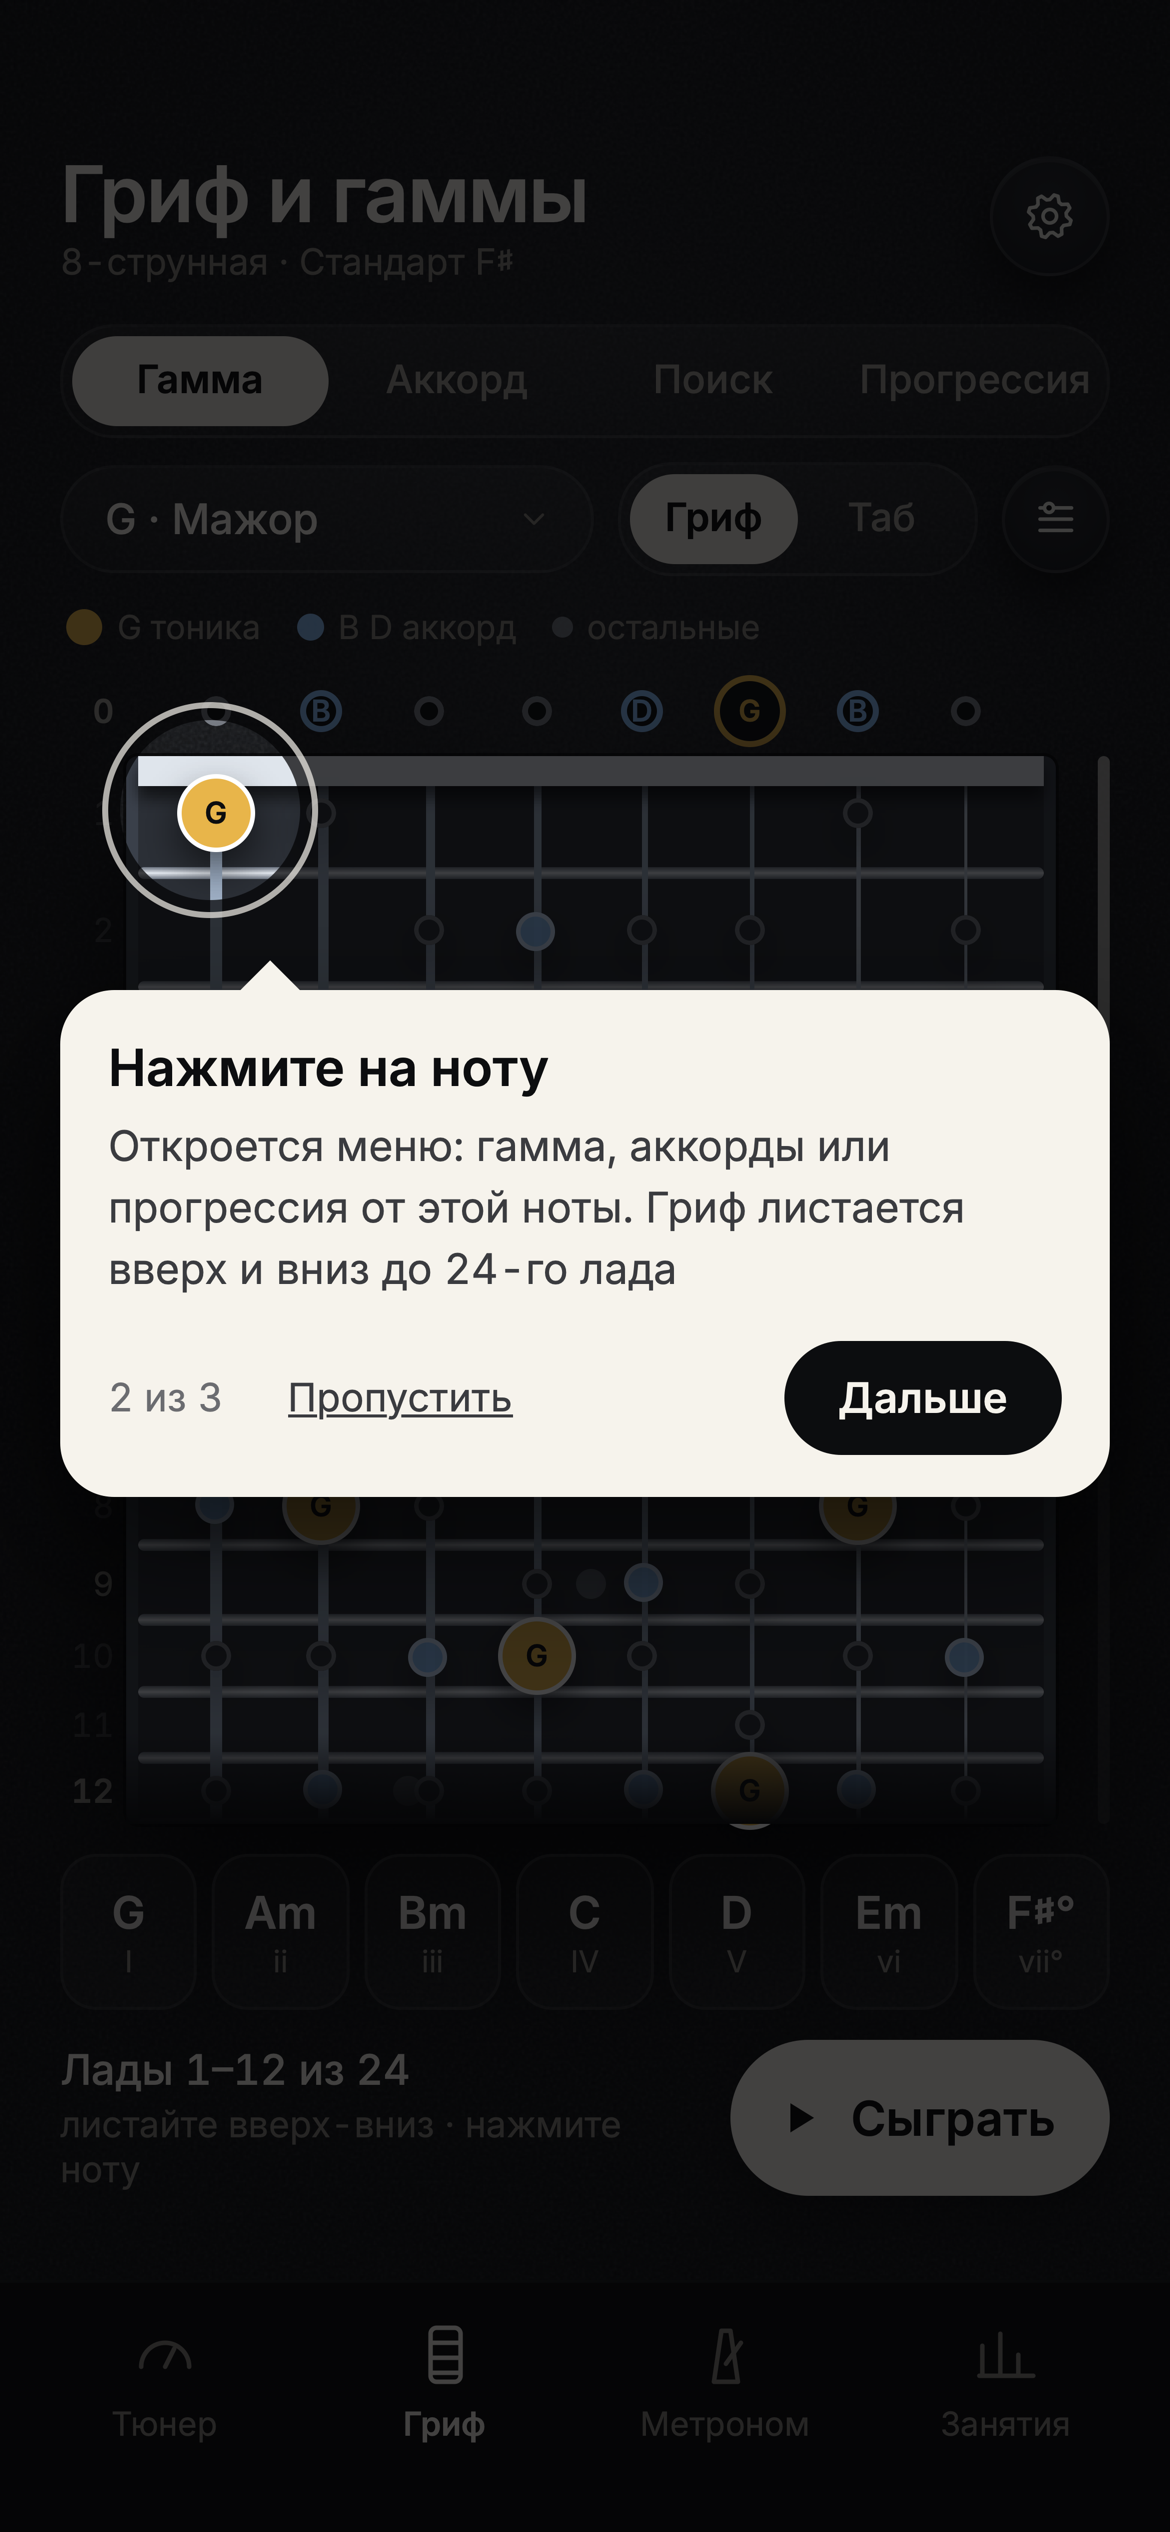 Гриф и гаммы
8-струнная · Стандарт F♯
Гамма Аккорд Поиск Прогрессия
G · Мажор Гриф Таб
G тоника B D аккорд остальные
0 B D G B
G
2
Нажмите на ноту
Откроется меню: гамма, аккорды или
прогрессия от этой ноты. Гриф листается
вверх и вниз до 24-го лада
2 из 3 Пропустить Дальше
8 G G
9
10 G
11
12 G
G Am Bm C D Em F♯°
I ii iii IV V vi vii°
Лады 1–12 из 24
листайте вверх-вниз · нажмите
ноту
Сыграть
Тюнер Гриф Метроном Занятия